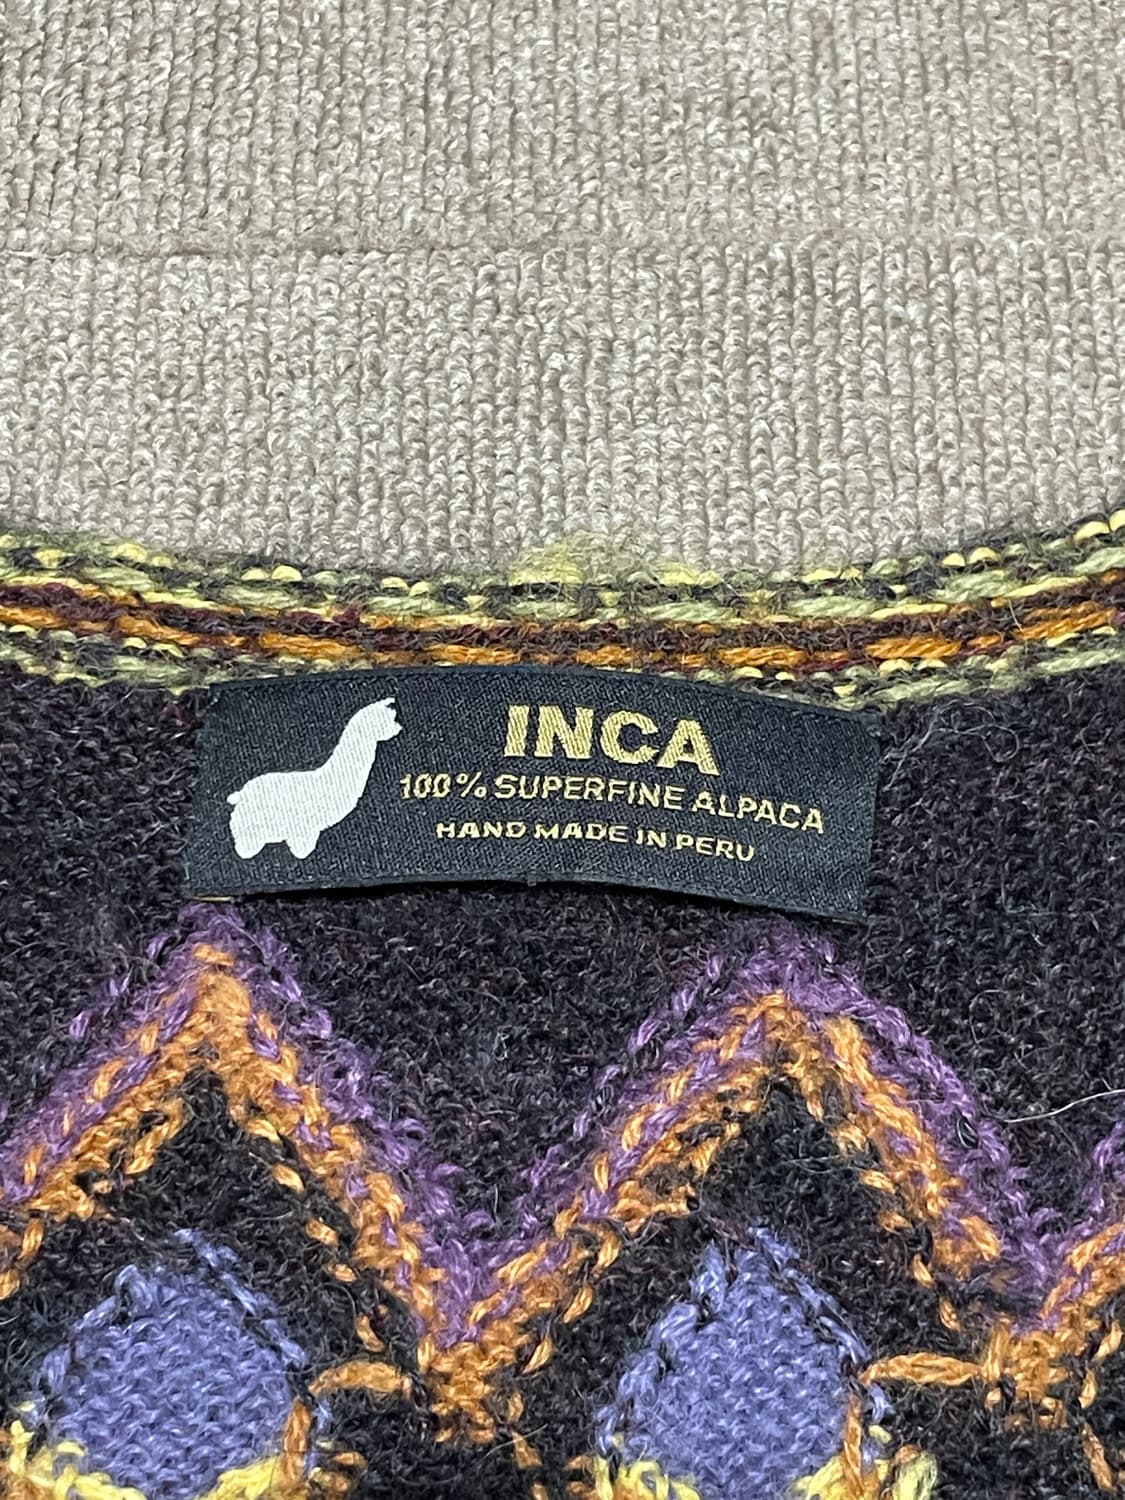 INCA
100% SUPERFINE ALPACA
HAND MADE IN PERU